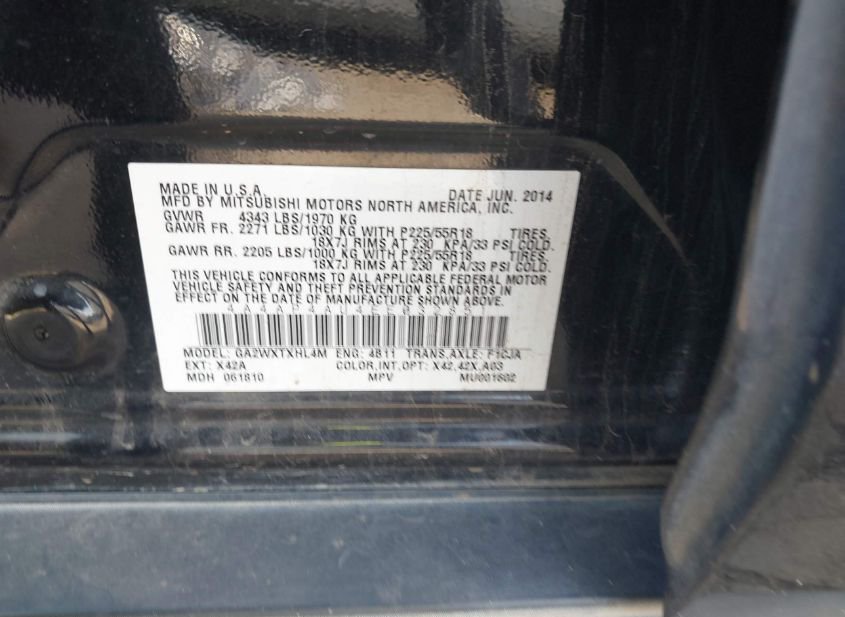 MADE IN U.S.A. DATE JUN. 2014
MFD BY MITSUBISHI MOTORS NORTH AMERICA, INC.
GVWR 4343 LBS/1970 KG
GAWR FR. 2271 LBS/1030 KG WITH P225/55R18 TIRES,
18X7J RIMS AT 230 KPA/33 PSI COLD.
GAWR RR. 2205 LBS/1000 KG WITH P225/55R18 TIRES,
18X7J RIMS AT 230 KPA/33 PSI COLD.
THIS VEHICLE CONFORMS TO ALL APPLICABLE FEDERAL MOTOR
VEHICLE SAFETY AND THEFT PREVENTION STANDARDS IN
EFFECT ON THE DATE OF MANUFACTURE SHOWN ABOVE.
MODEL: GA2WXTXHL4M ENG: 4B11 TRANS.AXLE: F1CJA
EXT: X42A COLOR,INT,OPT: X42,42X,A03
MDH 061810 MPV MU001602